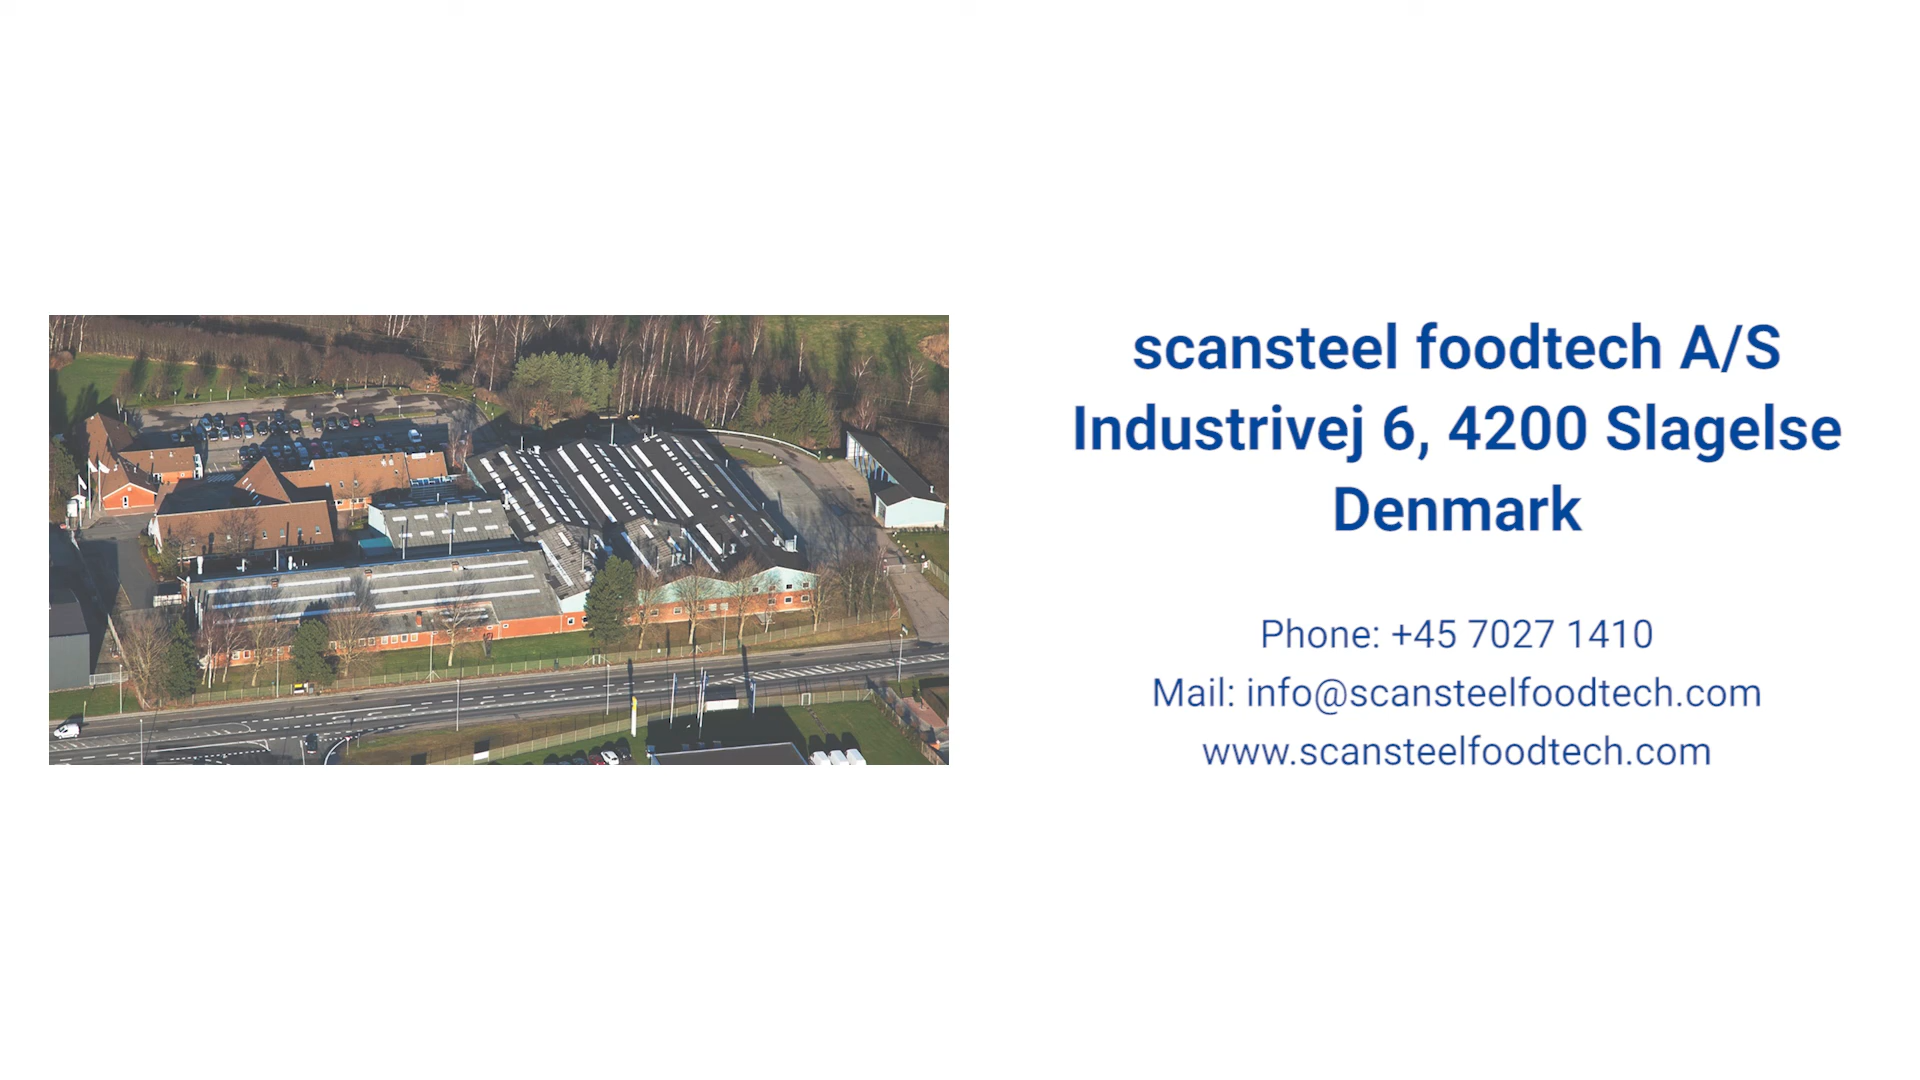 scansteel foodtech A/S
Industrivej 6, 4200 Slagelse
Denmark
Phone: +45 7027 1410
Mail: info@scansteelfoodtech.com
www.scansteelfoodtech.com